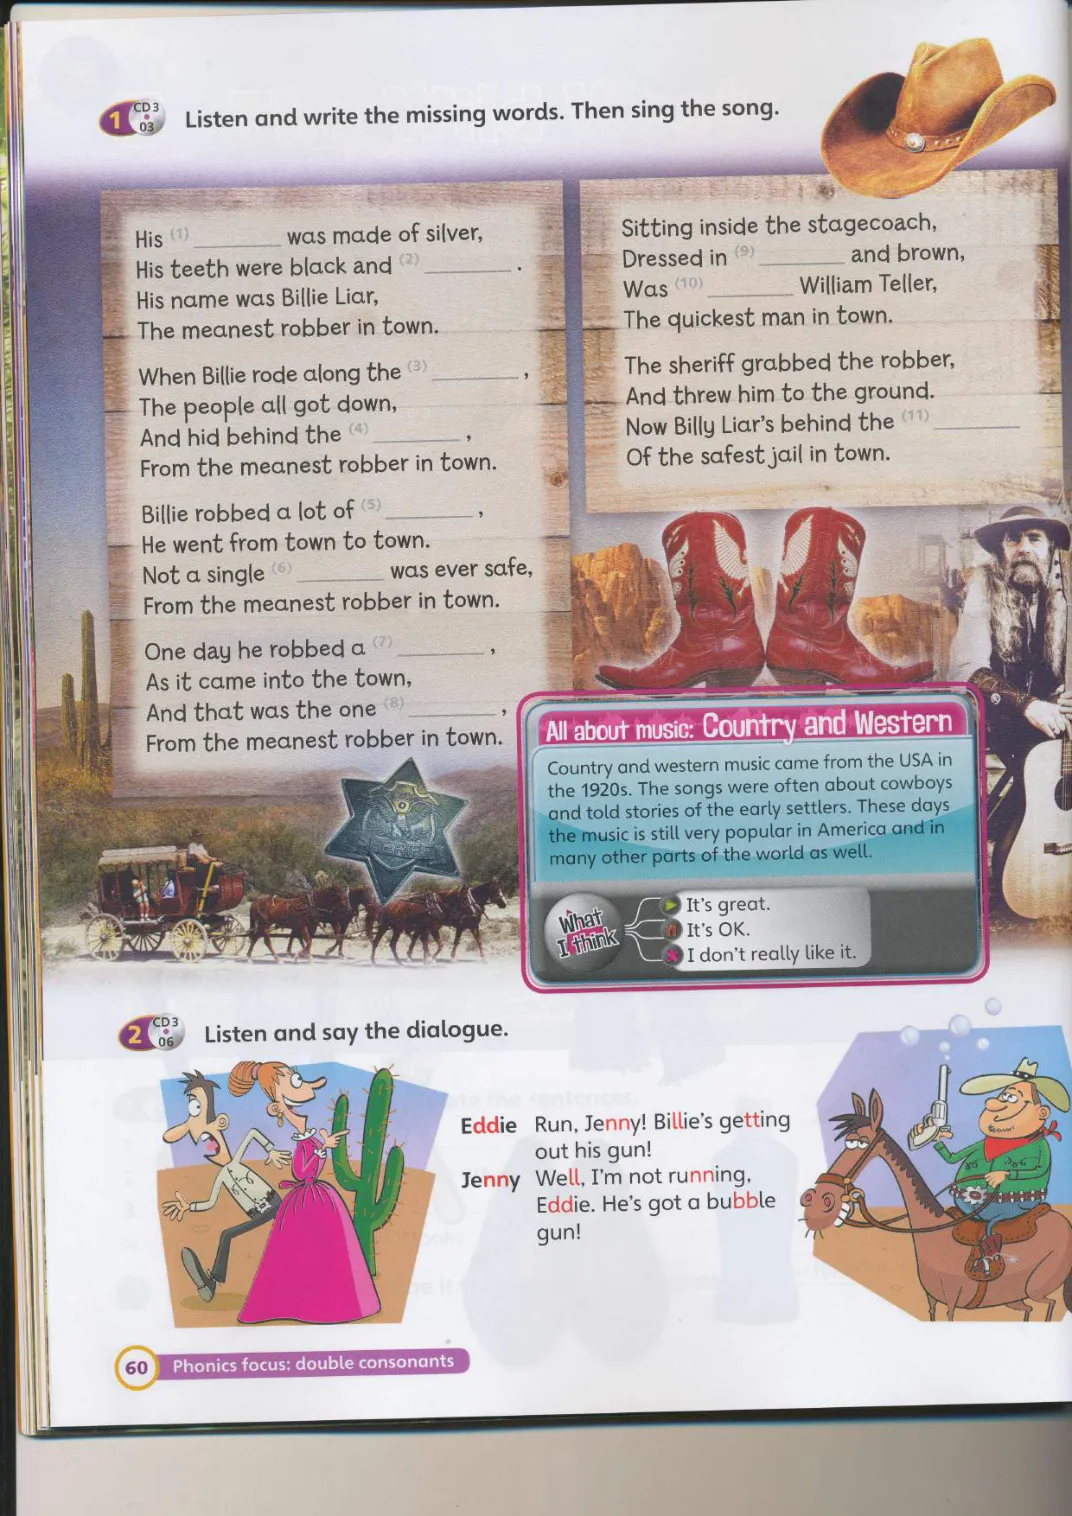 1 CD 3 03 Listen and write the missing words. Then sing the song.
His (1) ________ was made of silver,
His teeth were black and (2) ________ .
His name was Billie Liar,
The meanest robber in town.
When Billie rode along the (3) ________ ,
The people all got down,
And hid behind the (4) ________ ,
From the meanest robber in town.
Billie robbed a lot of (5) ________ ,
He went from town to town.
Not a single (6) ________ was ever safe,
From the meanest robber in town.
One day he robbed a (7) ________ ,
As it came into the town,
And that was the one (8) ________ ,
From the meanest robber in town.
Sitting inside the stagecoach,
Dressed in (9) ________ and brown,
Was (10) ________ William Teller,
The quickest man in town.
The sheriff grabbed the robber,
And threw him to the ground.
Now Billy Liar's behind the (11) ________
Of the safest jail in town.
All about music: Country and Western
Country and western music came from the USA in
the 1920s. The songs were often about cowboys
and told stories of the early settlers. These days
the music is still very popular in America and in
many other parts of the world as well.
What
I think
It's great.
It's OK.
I don't really like it.
2 CD 3 06 Listen and say the dialogue.
Eddie Run, Jenny! Billie's getting
out his gun!
Jenny Well, I'm not running,
Eddie. He's got a bubble
gun!
60 Phonics focus: double consonants